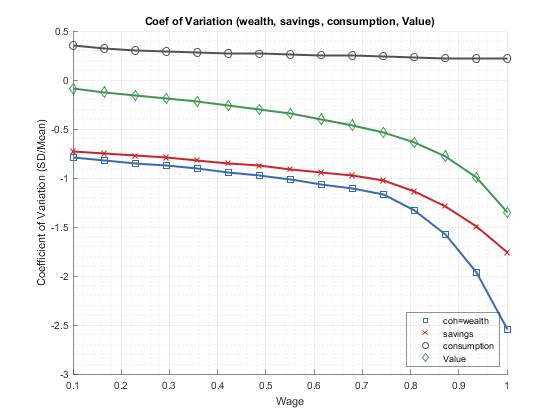 Coef of Variation (wealth, savings, consumption, Value)
0.5
0
-0.5
-1
-1.5
-2
-2.5
-3
Coefficient of Variation (SD/Mean)
0.1
0.2
0.3
0.4
0.5
0.6
0.7
0.8
0.9
1
Wage
coh=wealth
savings
consumption
Value